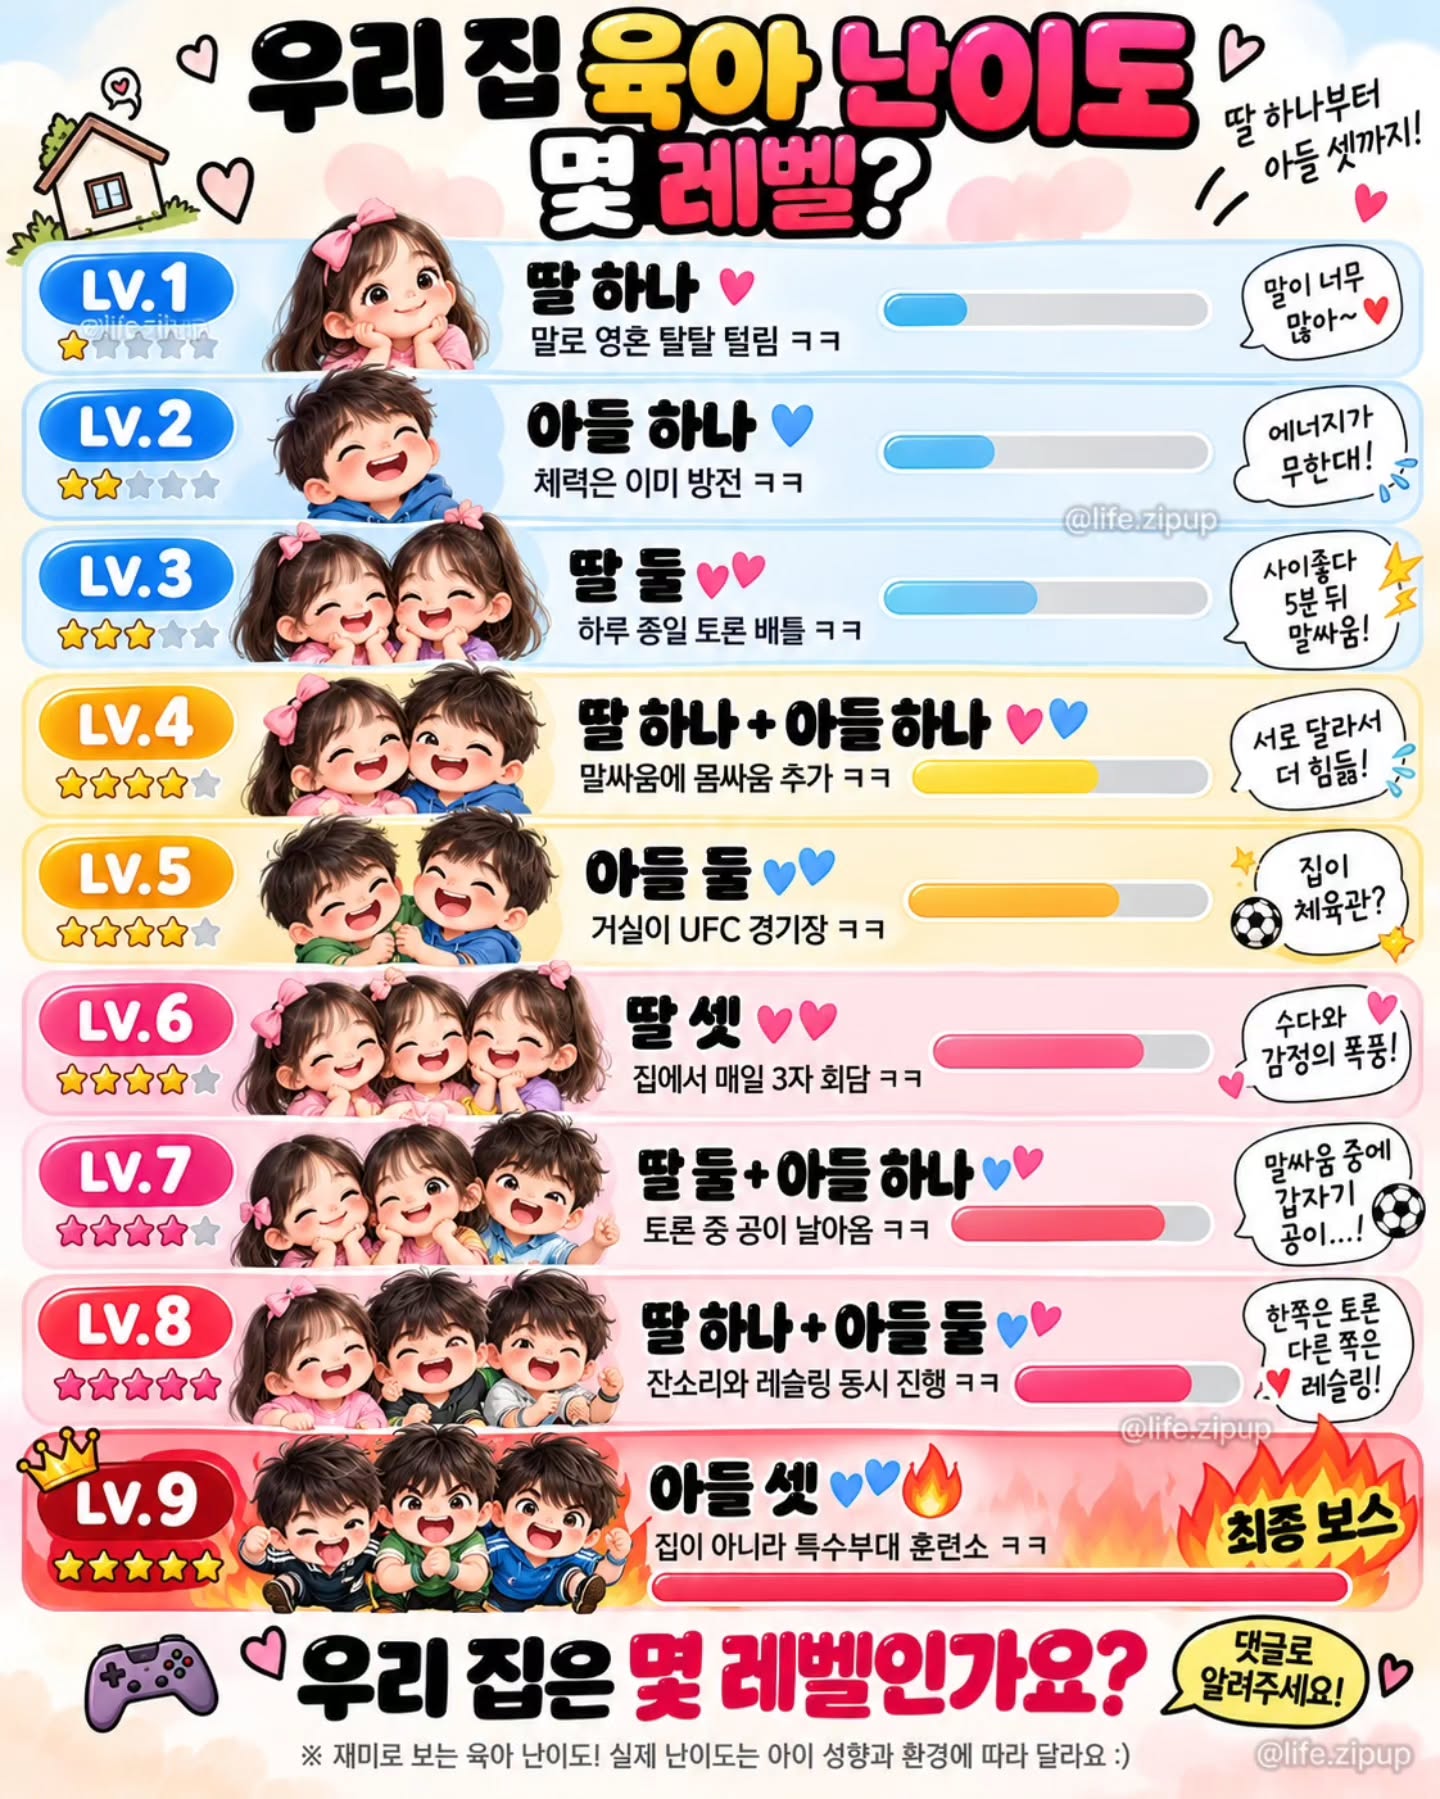 우리 집 육아 난이도
몇 레벨?
딸 하나부터
아들 셋까지!
LV.1
@life.zipup
딸 하나
말로 영혼 탈탈 털림 ㅋㅋ
말이 너무
많아~
LV.2
아들 하나
체력은 이미 방전 ㅋㅋ
에너지가
무한대!
@life.zipup
LV.3
딸 둘
하루 종일 토론 배틀 ㅋㅋ
사이좋다
5분 뒤
말싸움!
LV.4
딸 하나 + 아들 하나
말싸움에 몸싸움 추가 ㅋㅋ
서로 달라서
더 힘듦!
LV.5
아들 둘
거실이 UFC 경기장 ㅋㅋ
집이
체육관?
LV.6
딸 셋
집에서 매일 3자 회담 ㅋㅋ
수다와
감정의 폭풍!
LV.7
딸 둘 + 아들 하나
토론 중 공이 날아옴 ㅋㅋ
말싸움 중에
갑자기
공이...!
LV.8
딸 하나 + 아들 둘
잔소리와 레슬링 동시 진행 ㅋㅋ
한쪽은 토론
다른 쪽은
레슬링!
@life.zipup
LV.9
아들 셋
집이 아니라 특수부대 훈련소 ㅋㅋ
최종 보스
우리 집은 몇 레벨인가요?
댓글로
알려주세요!
※ 재미로 보는 육아 난이도! 실제 난이도는 아이 성향과 환경에 따라 달라요 :)
@life.zipup